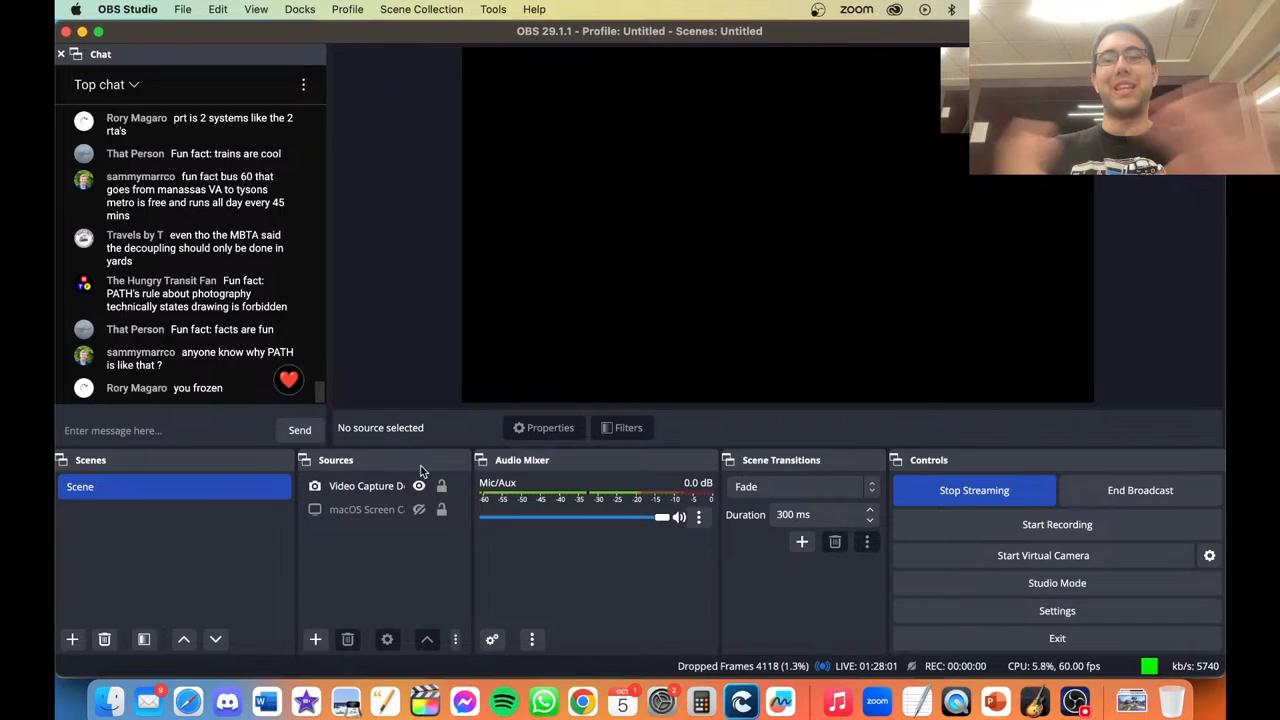 OBS Studio File Edit View Docks Profile Scene Collection Tools Help zoom
OBS 29.1.1 - Profile: Untitled - Scenes: Untitled
Chat
Top chat
Rory Magaro prt is 2 systems like the 2
rta's
That Person Fun fact: trains are cool
sammymarrco fun fact bus 60 that
goes from manassas VA to tysons
metro is free and runs all day every 45
mins
Travels by T even tho the MBTA said
the decoupling should only be done in
yards
The Hungry Transit Fan Fun fact:
PATH's rule about photography
technically states drawing is forbidden
That Person Fun fact: facts are fun
sammymarrco anyone know why PATH
is like that ?
Rory Magaro you frozen
Enter message here...
Send
No source selected
Properties
Filters
Scenes
Scene
Sources
Video Capture D
macOS Screen C
Audio Mixer
Mic/Aux 0.0 dB
-60 -55 -50 -45 -40 -35 -30 -25 -20 -15 -10 -5 0
Scene Transitions
Fade
Duration 300 ms
Controls
Stop Streaming
End Broadcast
Start Recording
Start Virtual Camera
Studio Mode
Settings
Exit
Dropped Frames 4118 (1.3%) LIVE: 01:28:01 REC: 00:00:00 CPU: 5.8%, 60.00 fps kb/s: 5740
9
OCT
5
1
2
zoom